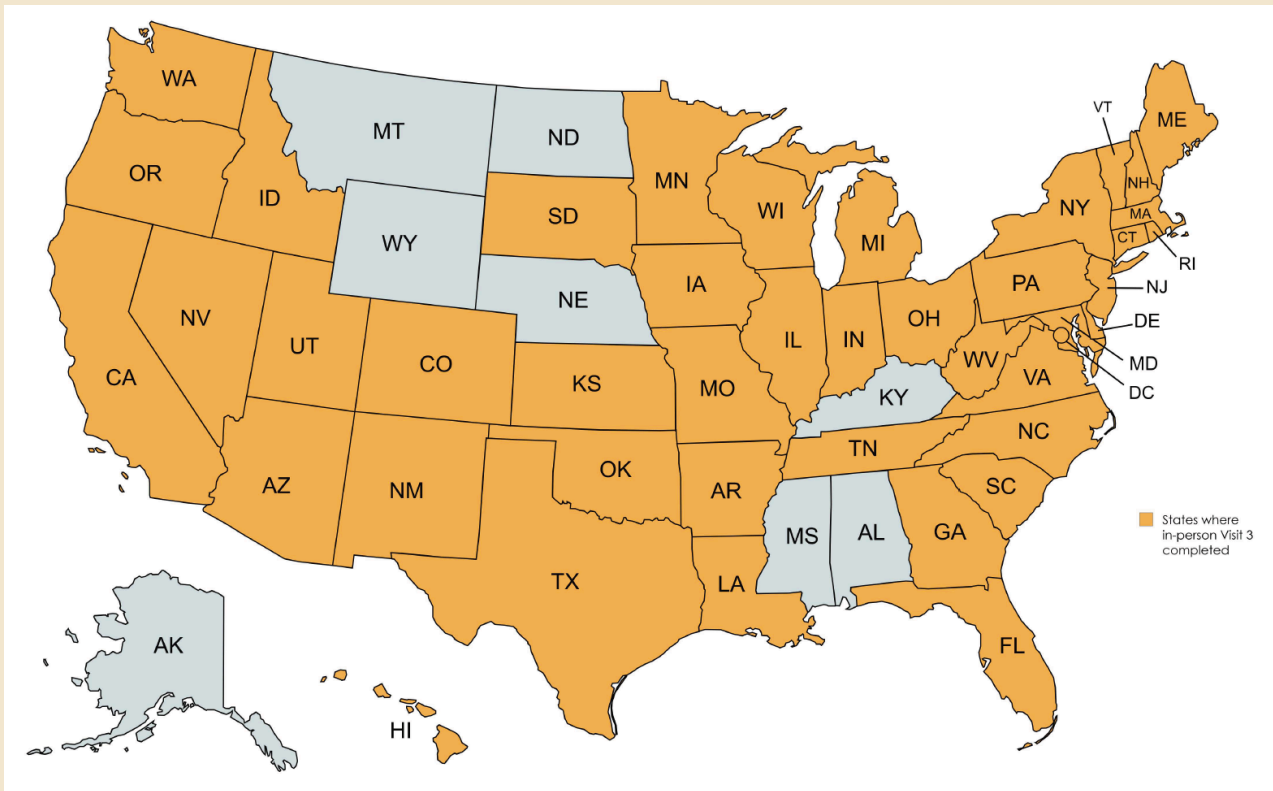 WA
MT
ND
MN
VT
ME
OR
ID
SD
WI
MI
NY
NH
MA
CT
RI
WY
NE
IA
PA
NJ
NV
UT
CO
IL
IN
OH
DE
MD
DC
CA
KS
MO
WV
VA
KY
AZ
NM
OK
AR
TN
NC
SC
MS
AL
GA
States where
in-person Visit 3
completed
TX
LA
FL
AK
HI